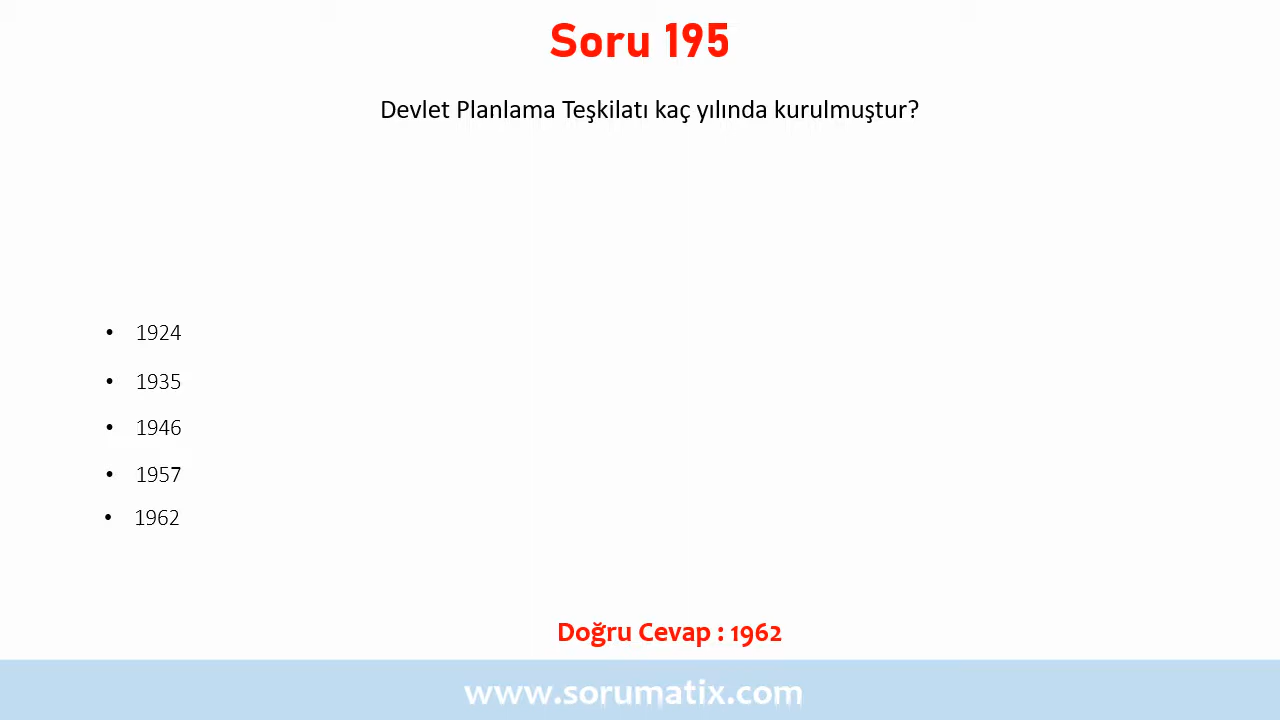 Soru 195
Devlet Planlama Teşkilatı kaç yılında kurulmuştur?
• 1924
• 1935
• 1946
• 1957
• 1962
Doğru Cevap : 1962
www.sorumatix.com